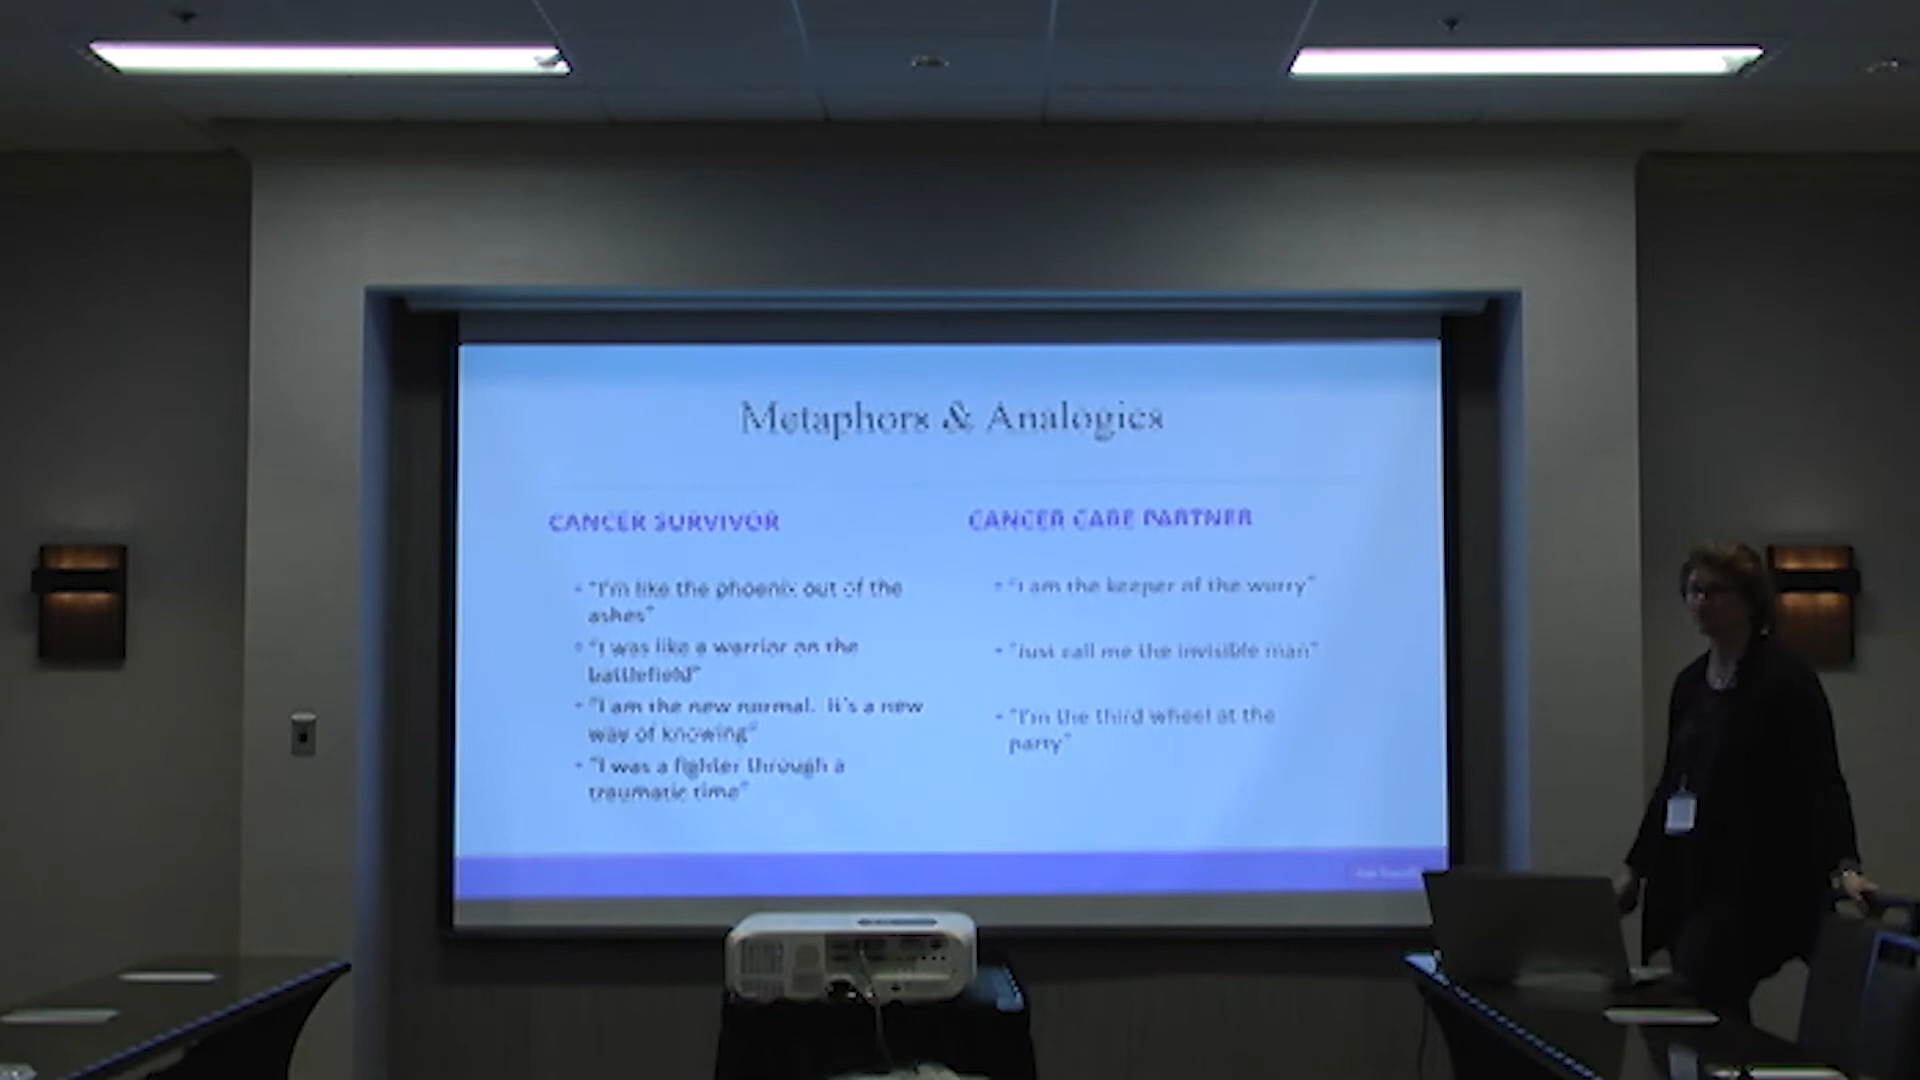 Metaphors & Analogies
CANCER SURVIVOR
- "I'm like the phoenix out of the
ashes"
- "I was like a warrior on the
battlefield"
- "I am the new normal. It's a new
way of knowing"
- "I was a fighter through a
traumatic time"
CANCER CARE PARTNER
- "I am the keeper of the worry"
- "Just call me the invisible man"
- "I'm the third wheel at the
party"